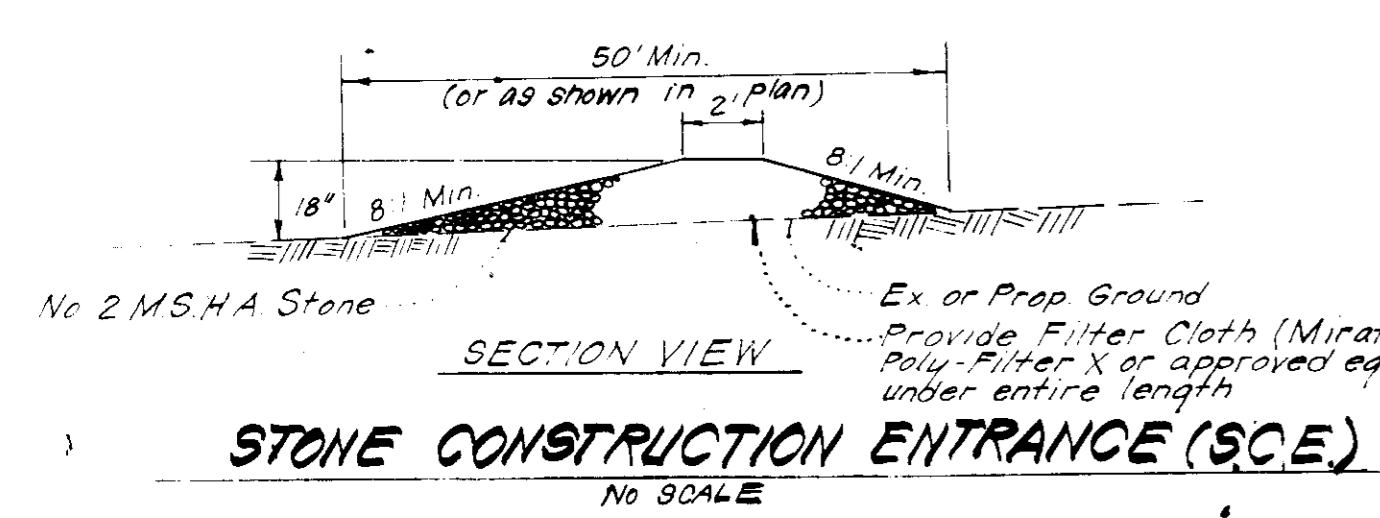 50' Min.
(or as shown in Plan)
2'
8:1 Min.
18"
8:1 Min.
No 2 M.S.H.A. Stone
Ex. or Prop. Ground
Provide Filter Cloth (
Poly-Filter X or approved
under entire length
SECTION VIEW
STONE CONSTRUCTION ENTRANCE (S.C.E.)
No SCALE